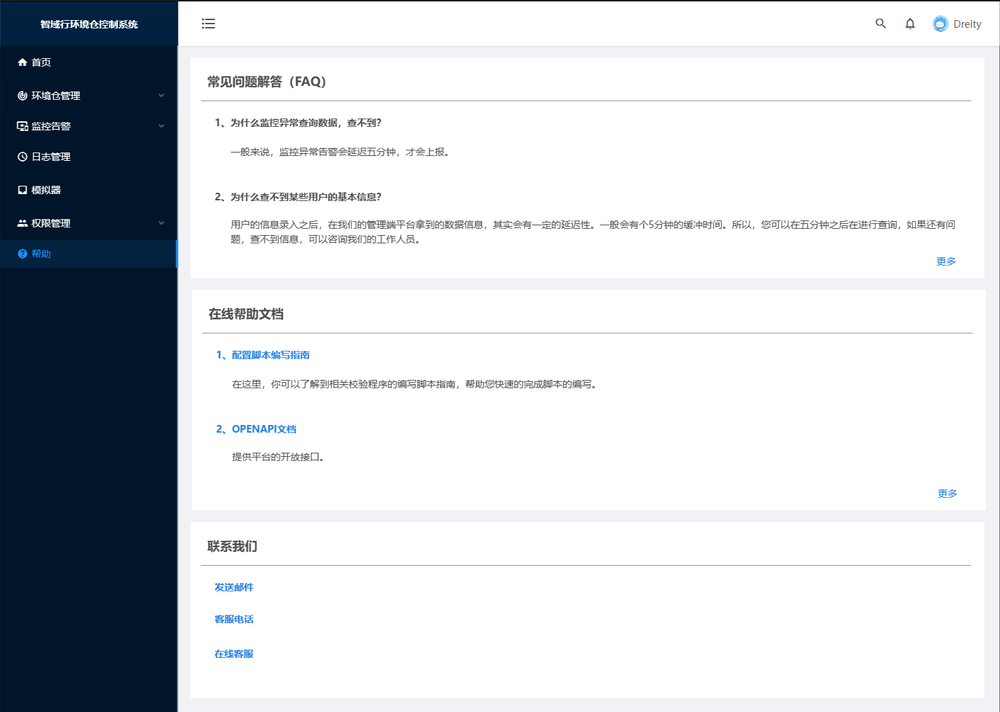 智域行环境仓控制系统
Dreity
首页
环境仓管理
监控告警
日志管理
模拟器
权限管理
帮助
常见问题解答（FAQ）
1、为什么监控异常查询数据，查不到？
一般来说，监控异常告警会延迟五分钟，才会上报。
2、为什么查不到某些用户的基本信息？
用户的信息录入之后，在我们的管理端平台拿到的数据信息，其实会有一定的延迟性。一般会有个5分钟的缓冲时间。所以，您可以在五分钟之后在进行查询，如果还有问
题，查不到信息，可以咨询我们的工作人员。
更多
在线帮助文档
1、配置脚本编写指南
在这里，你可以了解到相关校验程序的编写脚本指南，帮助您快速的完成脚本的编写。
2、OPENAPI文档
提供平台的开放接口。
更多
联系我们
发送邮件
客服电话
在线客服